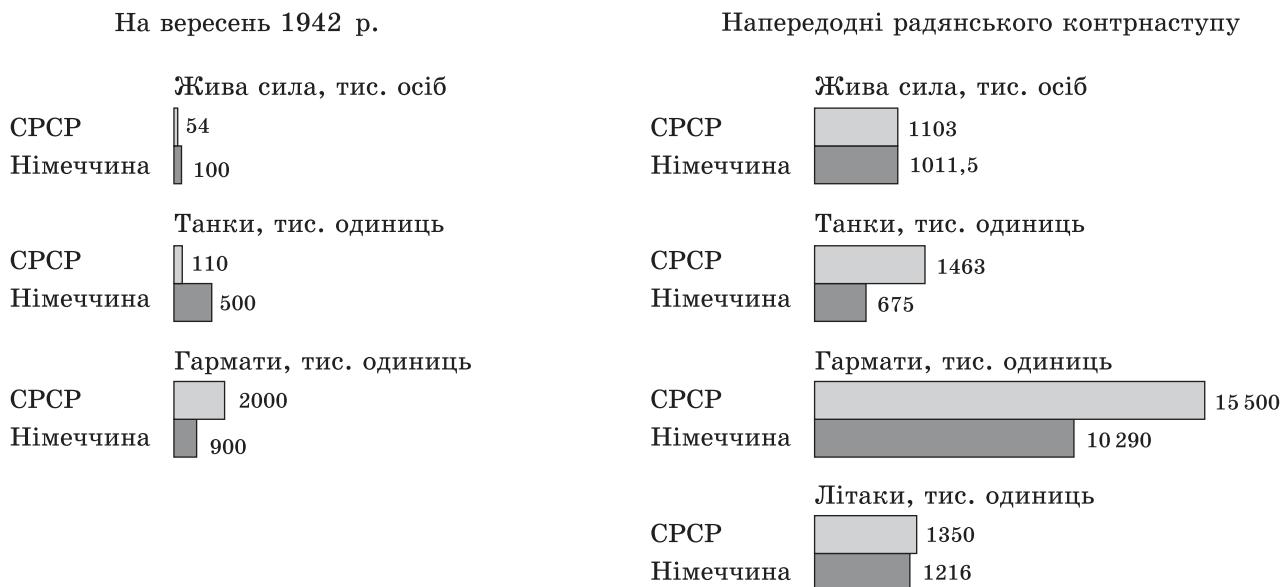 На вересень 1942 р.
Жива сила, тис. осіб
СРСР 54
Німеччина 100
Танки, тис. одиниць
СРСР 110
Німеччина 500
Гармати, тис. одиниць
СРСР 2000
Німеччина 900
Напередодні радянського контрнаступу
Жива сила, тис. осіб
СРСР 1103
Німеччина 1011,5
Танки, тис. одиниць
СРСР 1463
Німеччина 675
Гармати, тис. одиниць
СРСР 15 500
Німеччина 10 290
Літаки, тис. одиниць
СРСР 1350
Німеччина 1216